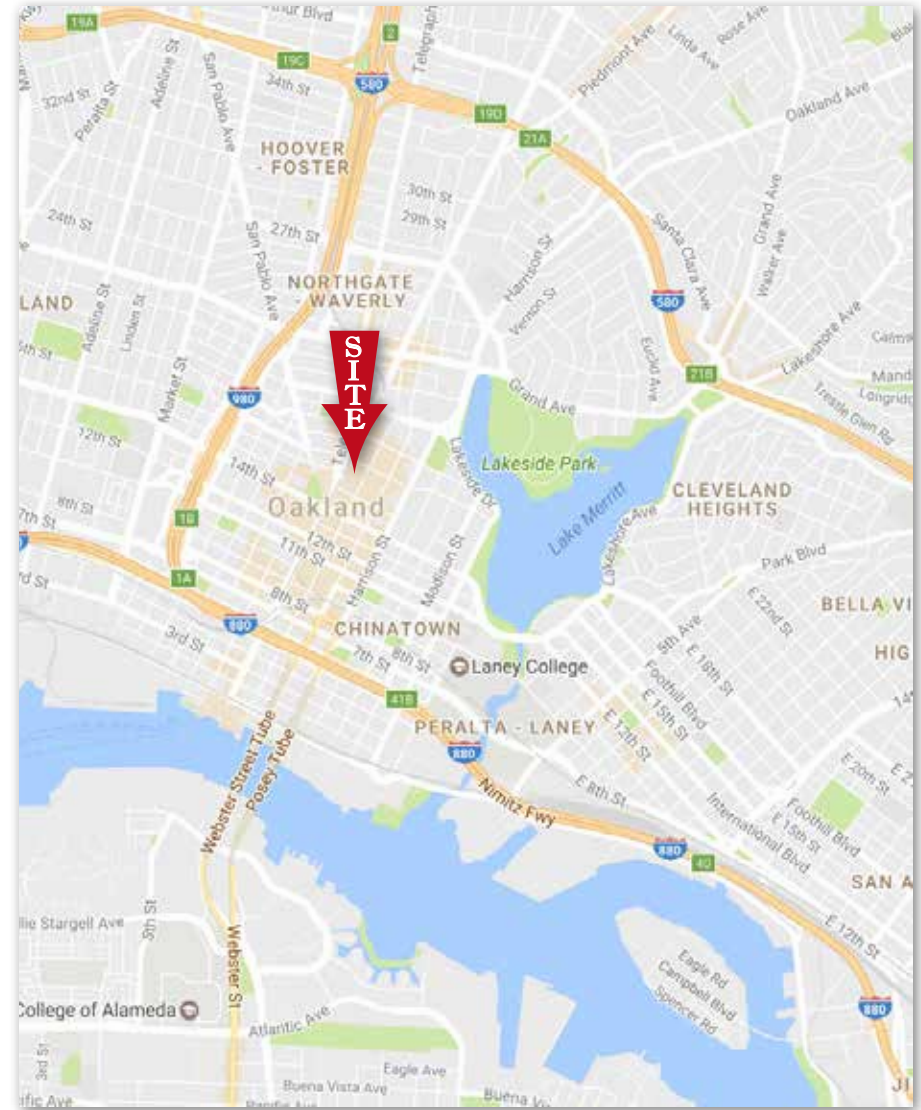 19A
2
Telegraph
Rose Ave
Linda Ave
Piedmont Ave
19C
34th St
580
Adeline St
San Pablo Ave
32nd St
Peralta St
Oakland Ave
19D
21A
HOOVER
- FOSTER
30th St
29th St
24th St
27th St
San Pablo Ave
Santa Clara Ave
Grand Ave
Walker Ave
Harrison St
Vernon St
NORTHGATE
- WAVERLY
580
LAND
Adeline St
Linden St
Market St
SITE
Euclid Ave
Lakeshore Ave
21B
Trestle Glen Rd
980
Grand Ave
12th St
14th St
Lakeside Dr
Lakeside Park
Lake Merritt
CLEVELAND
HEIGHTS
Oakland
8th St
7th St
1B
12th St
11th St
Harrison St
Madison St
Lakeshore Ave
Park Blvd
1A
8th St
880
E 22nd St
BELLA VI
3rd St
CHINATOWN
7th St
8th St
5th Ave
E 18th St
HIG
Laney College
Foothill Blvd
E 15th St
E 12th St
41B
PERALTA - LANEY
880
Webster Street Tube
Posey Tube
E 8th St
Nimitz Fwy
E 20th St
International Blvd
Foothill Blvd
E 15th St
880
40
SAN A
llie Stargell Ave
5th St
Webster St
E 12th St
Eagle Rd
Campbell Blvd
Spencer Rd
College of Alameda
880
Atlantic Ave
3rd St
Eagle Ave
Buena Vista Ave
ific Ave
Buena Vi